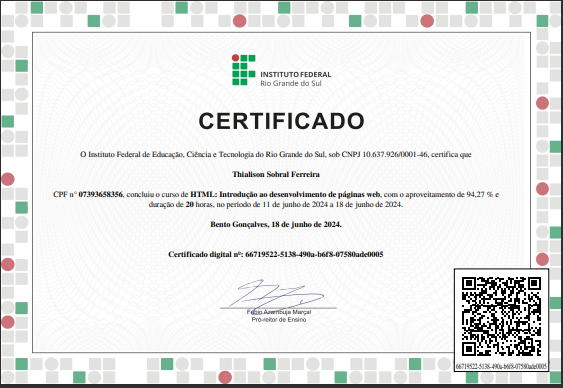 INSTITUTO FEDERAL
Rio Grande do Sul
CERTIFICADO
O Instituto Federal de Educação, Ciência e Tecnologia do Rio Grande do Sul, sob CNPJ 10.637.926/0001-46, certifica que
Thialison Sobral Ferreira
CPF nº 07393658356, concluiu o curso de HTML: Introdução ao desenvolvimento de páginas web, com o aproveitamento de 94,27 % e
duração de 20 horas, no período de 11 de junho de 2024 a 18 de junho de 2024.
Bento Gonçalves, 18 de junho de 2024.
Certificado digital nº: 66719522-5138-490a-b6f8-07580ade0005
Fábio Azambuja Marçal
Pró-reitor de Ensino
66719522-5138-490a-b6f8-07580ade0005